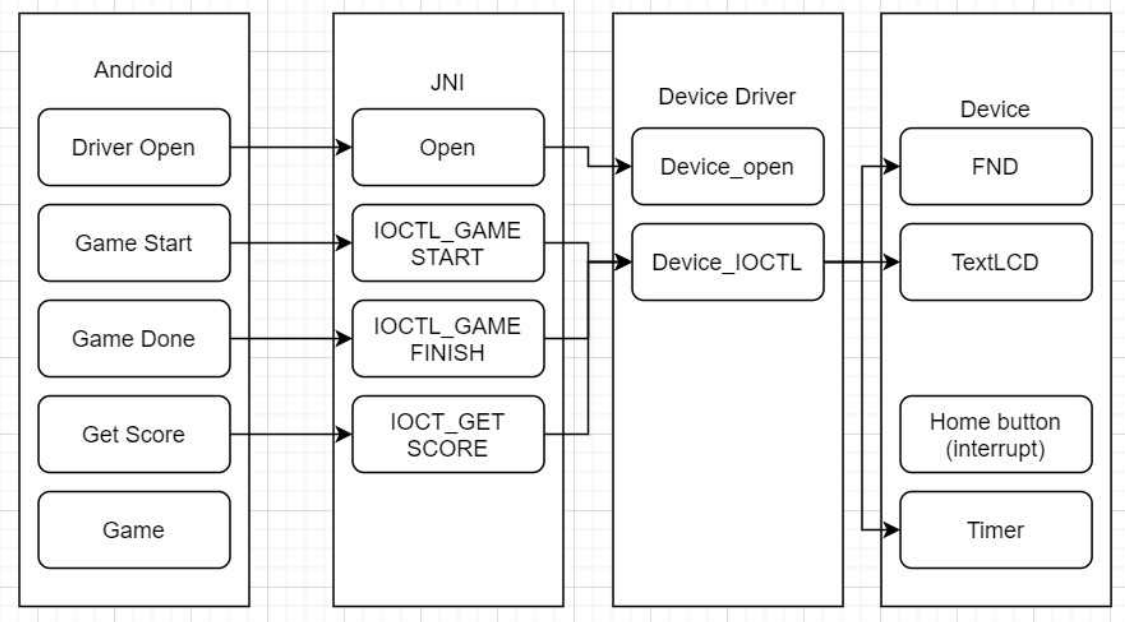 Android
Driver Open
Game Start
Game Done
Get Score
Game
JNI
Open
IOCTL_GAME
START
IOCTL_GAME
FINISH
IOCT_GET
SCORE
Device Driver
Device_open
Device_IOCTL
Device
FND
TextLCD
Home button
(interrupt)
Timer